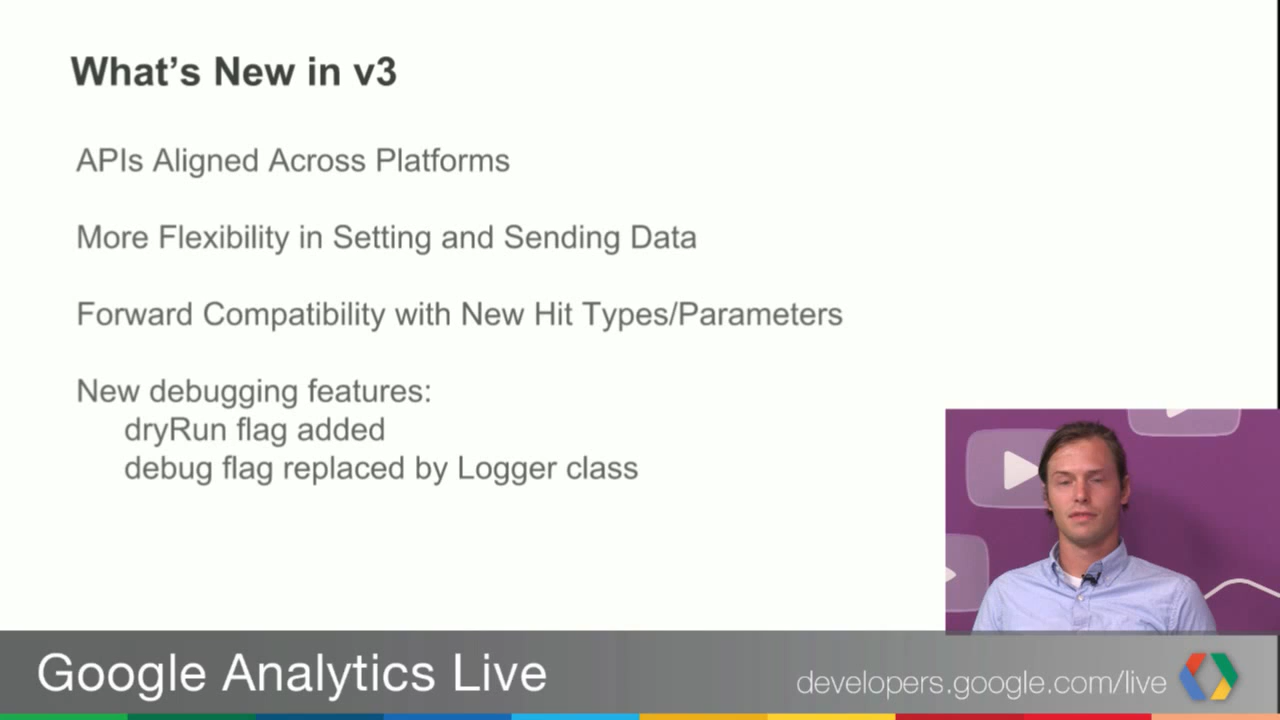 What's New in v3
APIs Aligned Across Platforms
More Flexibility in Setting and Sending Data
Forward Compatibility with New Hit Types/Parameters
New debugging features:
dryRun flag added
debug flag replaced by Logger class
Google Analytics Live
developers.google.com/live